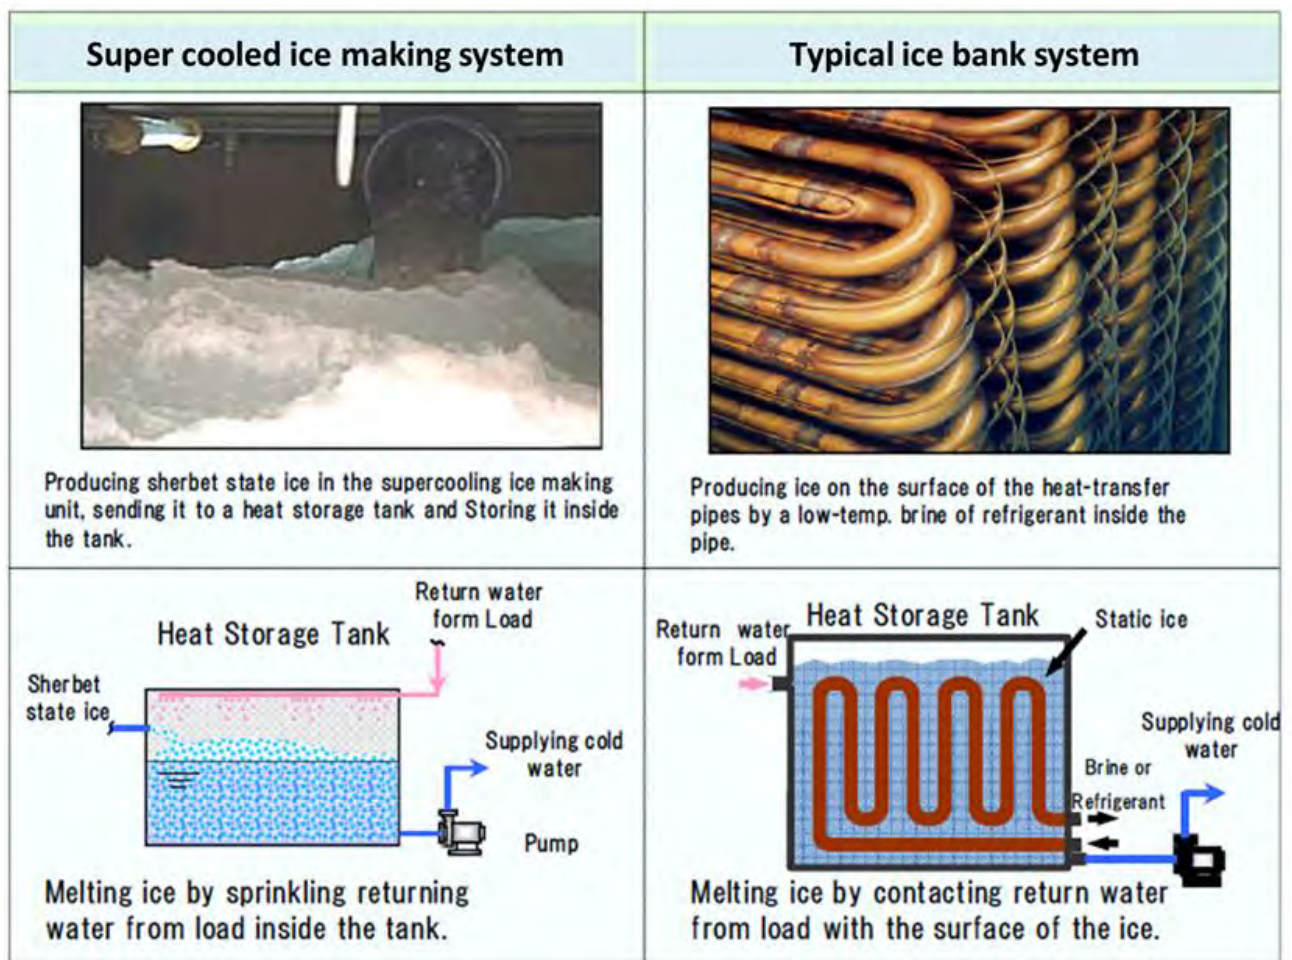 Super cooled ice making system
Typical ice bank system
Producing sherbet state ice in the supercooling ice making
unit, sending it to a heat storage tank and Storing it inside
the tank.
Producing ice on the surface of the heat-transfer
pipes by a low-temp. brine of refrigerant inside the
pipe.
Return water
form Load
Heat Storage Tank
Sherbet
state ice
Supplying cold
water
Pump
Melting ice by sprinkling returning
water from load inside the tank.
Heat Storage Tank
Static ice
Return water
form Load
Supplying cold
water
Brine or
Refrigerant
Melting ice by contacting return water
from load with the surface of the ice.